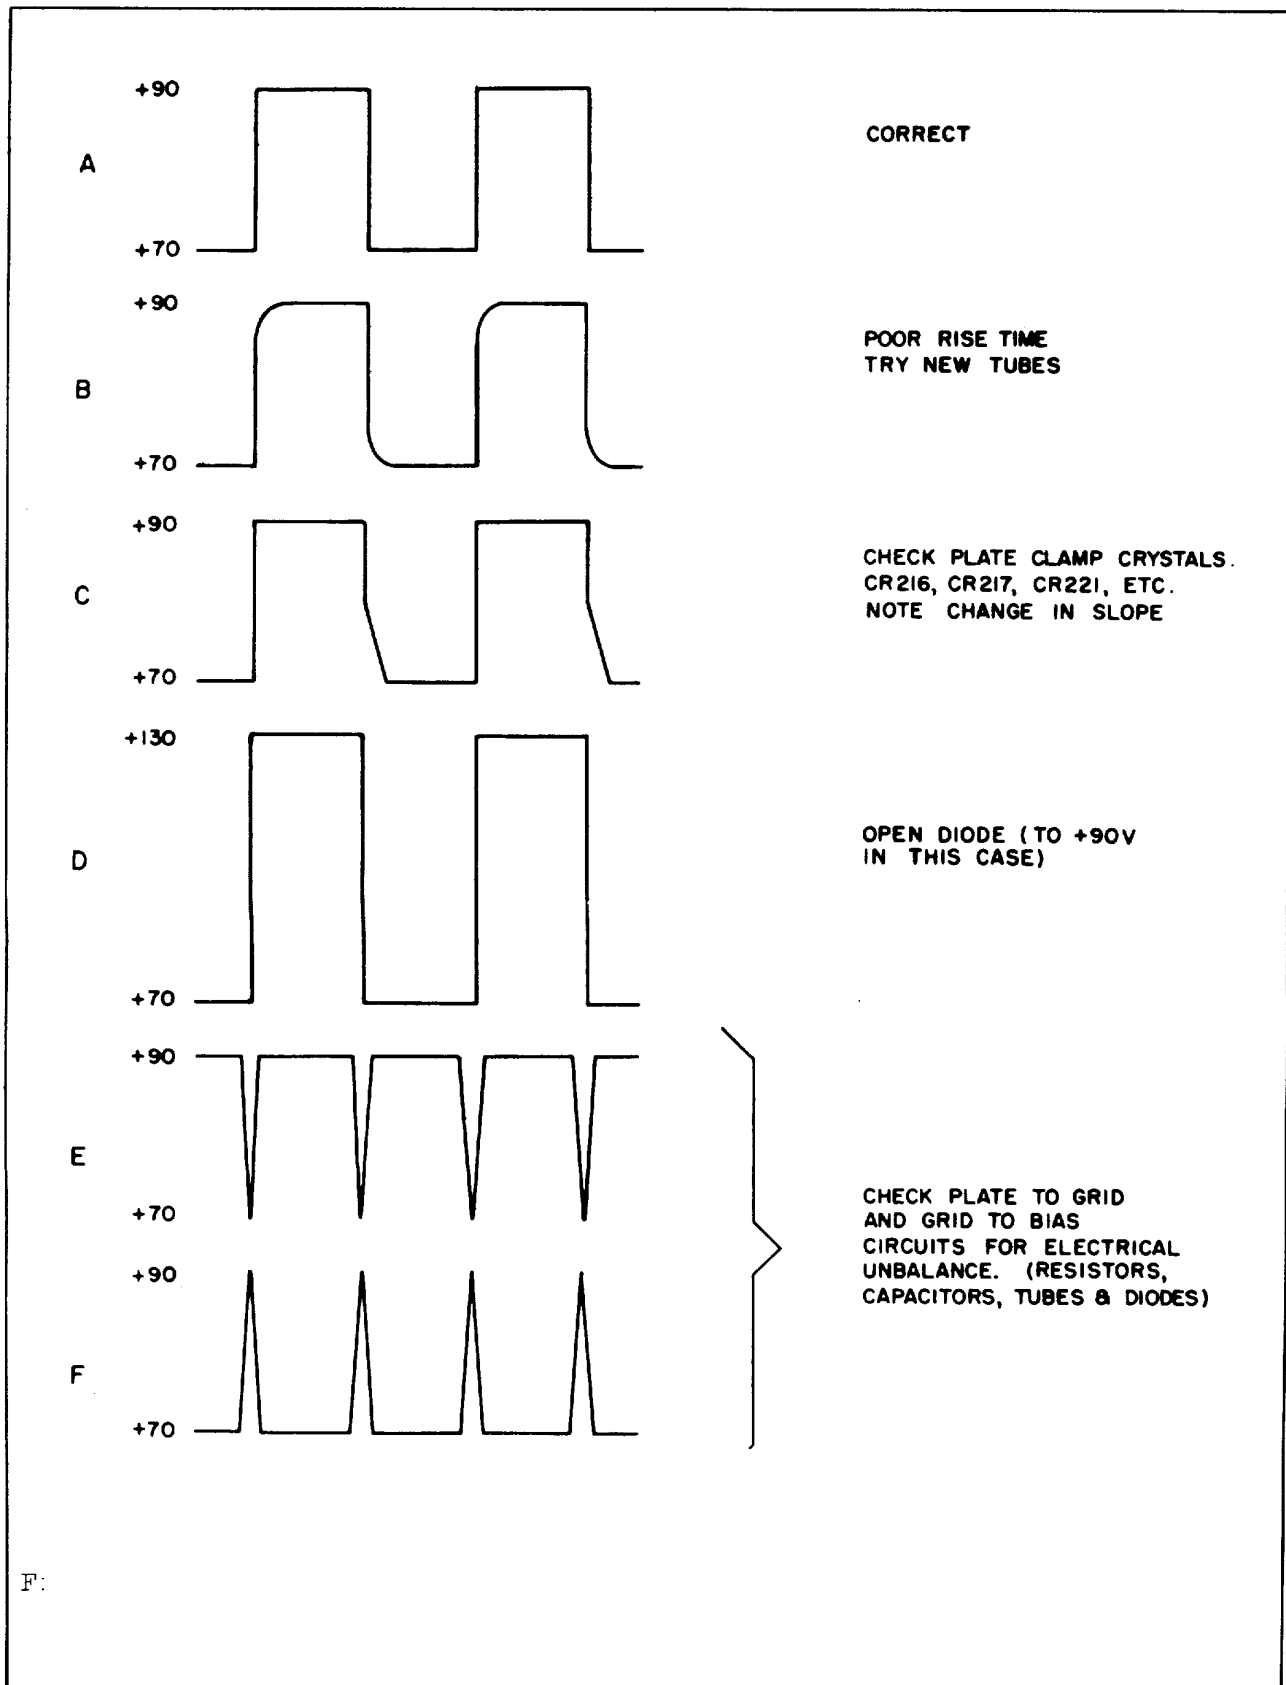 +90
A
CORRECT
+70
+90
B
POOR RISE TIME
TRY NEW TUBES
+70
+90
C
CHECK PLATE CLAMP CRYSTALS.
CR216, CR217, CR221, ETC.
NOTE CHANGE IN SLOPE
+70
+130
D
OPEN DIODE (TO +90V
IN THIS CASE)
+70
+90
E
+70
CHECK PLATE TO GRID
AND GRID TO BIAS
CIRCUITS FOR ELECTRICAL
UNBALANCE. (RESISTORS,
CAPACITORS, TUBES & DIODES)
+90
F
+70
F: